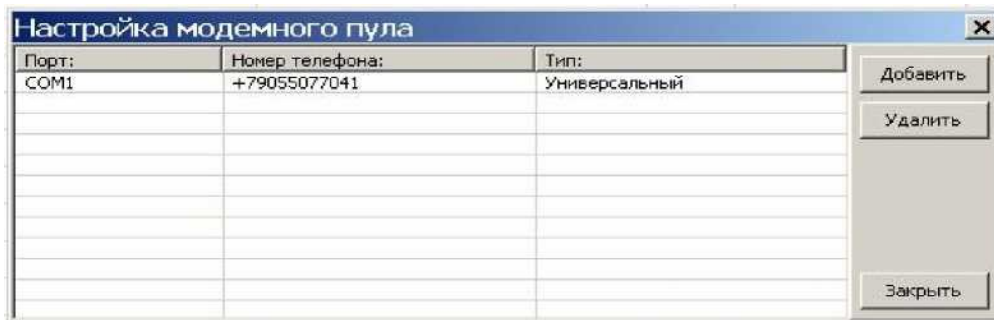 Настройка модемного пула
Порт: Номер телефона: Тип:
COM1 +79055077041 Универсальный
Добавить
Удалить
Закрыть